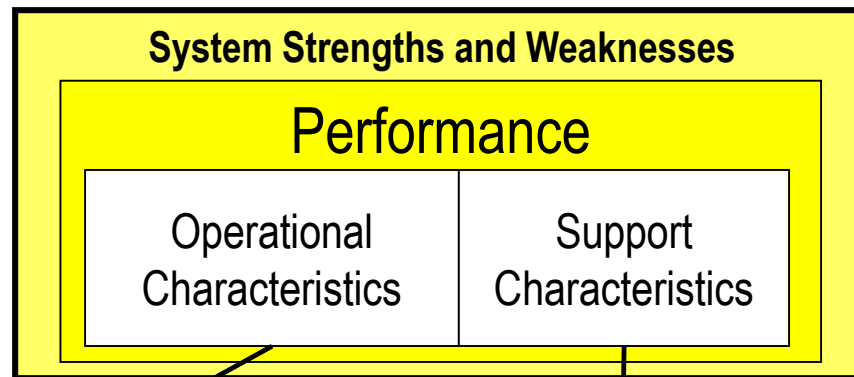 System Strengths and Weaknesses
Performance
Operational
Characteristics
Support
Characteristics